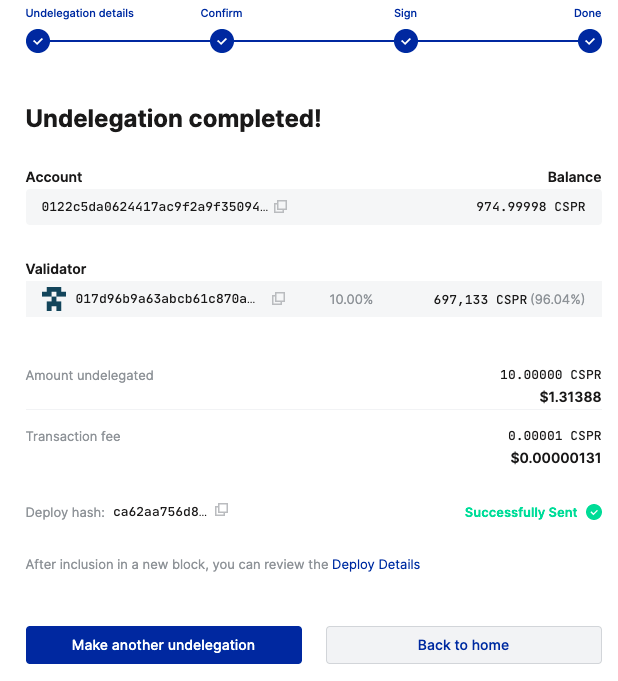 Undelegation details Confirm Sign Done
Undelegation completed!
Account Balance
0122c5da0624417ac9f2a9f35094… 974.99998 CSPR
Validator
017d96b9a63abcb61c870a… 10.00% 697,133 CSPR (96.04%)
Amount undelegated 10.00000 CSPR
$1.31388
Transaction fee 0.00001 CSPR
$0.00000131
Deploy hash: ca62aa756d8… Successfully Sent
After inclusion in a new block, you can review the Deploy Details
Make another undelegation Back to home